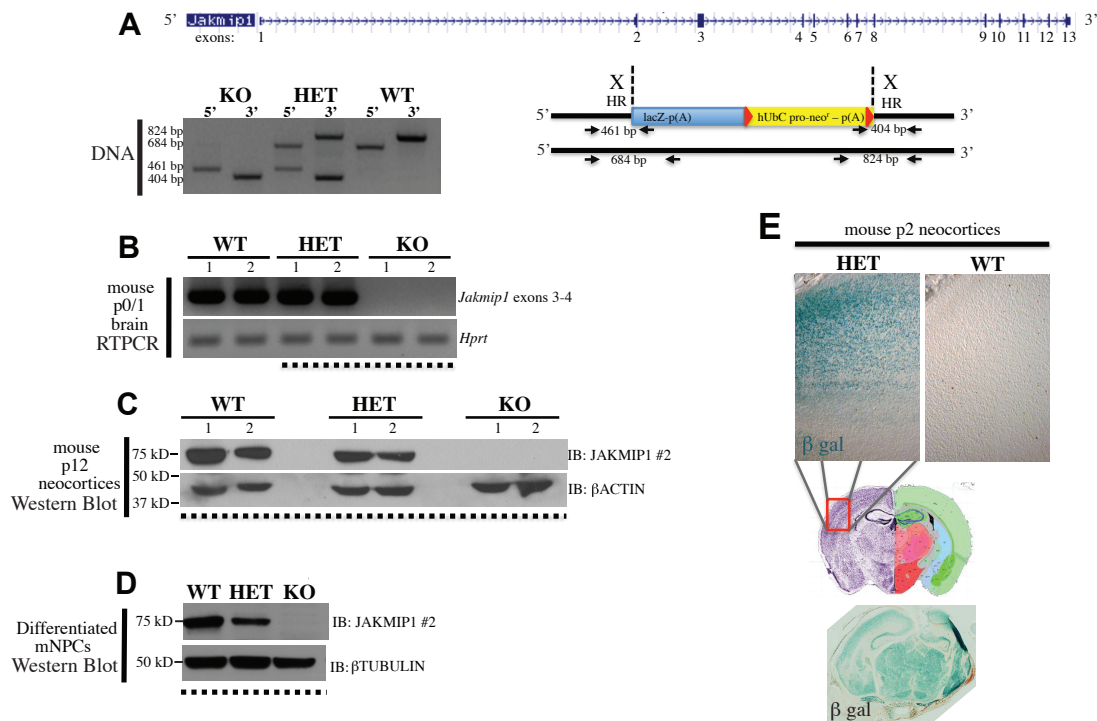 A
5’ Jakmip1 3’
exons: 1 2 3 4 5 6 7 8 9 10 11 12 13
KO HET WT
5’ 3’ 5’ 3’ 5’ 3’
824 bp
684 bp
461 bp
404 bp
DNA
X X
HR HR
5’ lacZ-p(A) hUbC pro-neoʳ – p(A) 3’
461 bp 404 bp
5’ 3’
684 bp 824 bp
B
WT HET KO
1 2 1 2 1 2
mouse
p0/1
brain
RTPCR
Jakmip1 exons 3-4
Hprt
C
WT HET KO
1 2 1 2 1 2
mouse
p12
neocortices
Western Blot
75 kD
50 kD
37 kD
IB: JAKMIP1 #2
IB: βACTIN
D
WT HET KO
Differentiated
mNPCs
Western Blot
75 kD
50 kD
IB: JAKMIP1 #2
IB: βTUBULIN
E
mouse p2 neocortices
HET WT
β gal
β gal